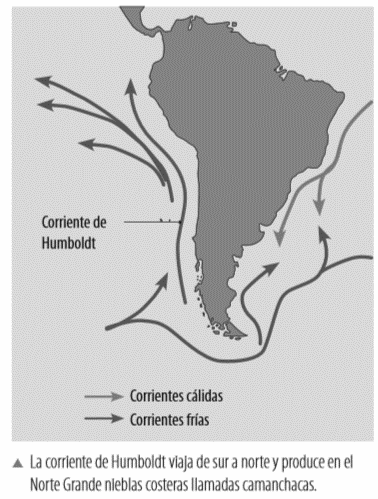 Corriente de
Humboldt
Corrientes cálidas
Corrientes frías
▲ La corriente de Humboldt viaja de sur a norte y produce en el
Norte Grande nieblas costeras llamadas camanchacas.